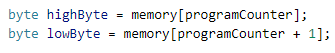 byte highByte = memory[programCounter];
byte lowByte = memory[programCounter + 1];